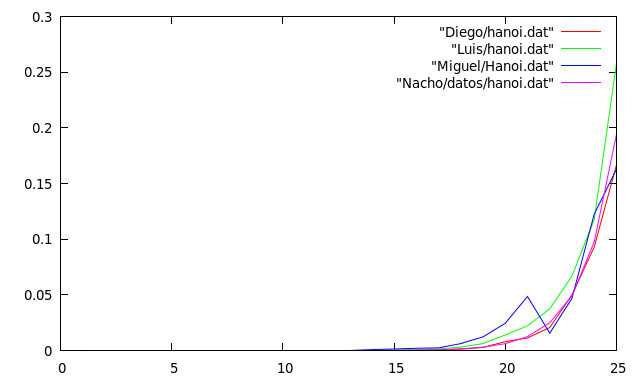 0.3
"Diego/hanoi.dat"
"Luis/hanoi.dat"
"Miguel/Hanoi.dat"
"Nacho/datos/hanoi.dat"
0.25
0.2
0.15
0.1
0.05
0
0 5 10 15 20 25